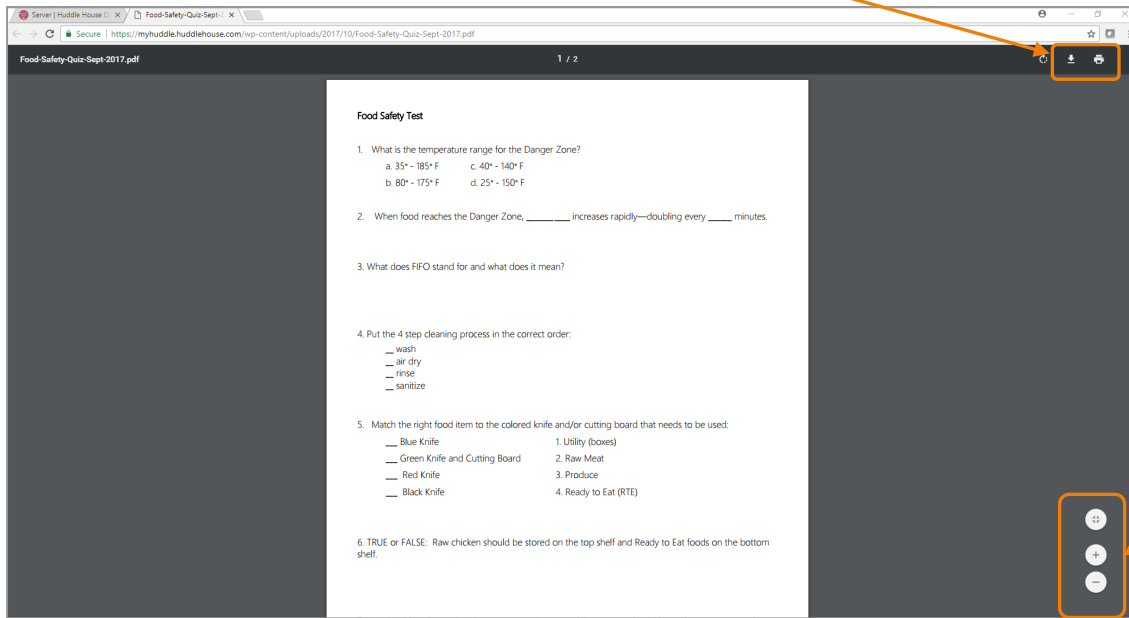 Server | Huddle House
Food-Safety-Quiz-Sept-
Secure | https://myhuddle.huddlehouse.com/wp-content/uploads/2017/10/Food-Safety-Quiz-Sept-2017.pdf
Food-Safety-Quiz-Sept-2017.pdf
1 / 2
Food Safety Test
1. What is the temperature range for the Danger Zone?
a. 35° - 185° F c. 40° - 140° F
b. 80° - 175° F d. 25° - 150° F
2. When food reaches the Danger Zone, __________ increases rapidly—doubling every _____ minutes.
3. What does FIFO stand for and what does it mean?
4. Put the 4 step cleaning process in the correct order:
__ wash
__ air dry
__ rinse
__ sanitize
5. Match the right food item to the colored knife and/or cutting board that needs to be used:
___ Blue Knife 1. Utility (boxes)
___ Green Knife and Cutting Board 2. Raw Meat
___ Red Knife 3. Produce
___ Black Knife 4. Ready to Eat (RTE)
6. TRUE or FALSE: Raw chicken should be stored on the top shelf and Ready to Eat foods on the bottom
shelf.